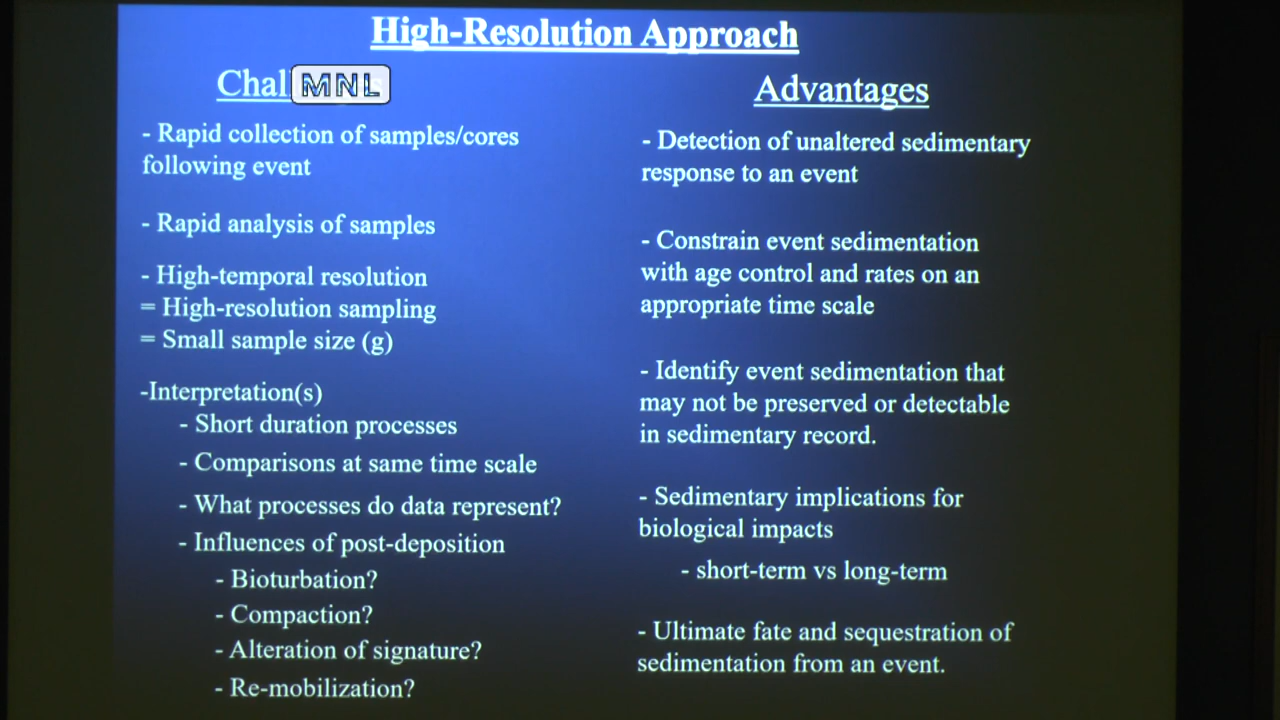 High-Resolution Approach
Chal
MNL
- Rapid collection of samples/cores
following event
- Rapid analysis of samples
- High-temporal resolution
= High-resolution sampling
= Small sample size (g)
-Interpretation(s)
- Short duration processes
- Comparisons at same time scale
- What processes do data represent?
- Influences of post-deposition
- Bioturbation?
- Compaction?
- Alteration of signature?
- Re-mobilization?
Advantages
- Detection of unaltered sedimentary
response to an event
- Constrain event sedimentation
with age control and rates on an
appropriate time scale
- Identify event sedimentation that
may not be preserved or detectable
in sedimentary record.
- Sedimentary implications for
biological impacts
- short-term vs long-term
- Ultimate fate and sequestration of
sedimentation from an event.